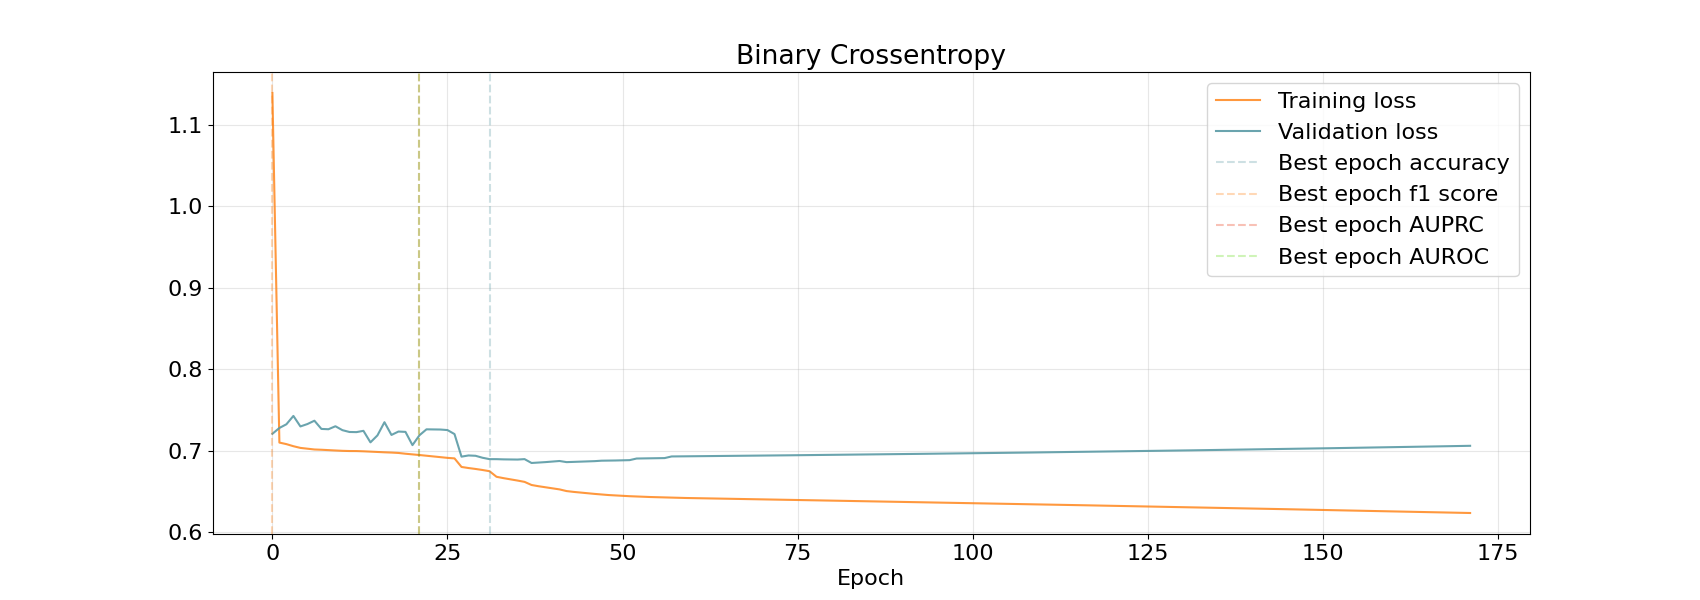 Binary Crossentropy
1.1
1.0
0.9
0.8
0.7
0.6
Training loss
Validation loss
Best epoch accuracy
Best epoch f1 score
Best epoch AUPRC
Best epoch AUROC
0 25 50 75 100 125 150 175
Epoch